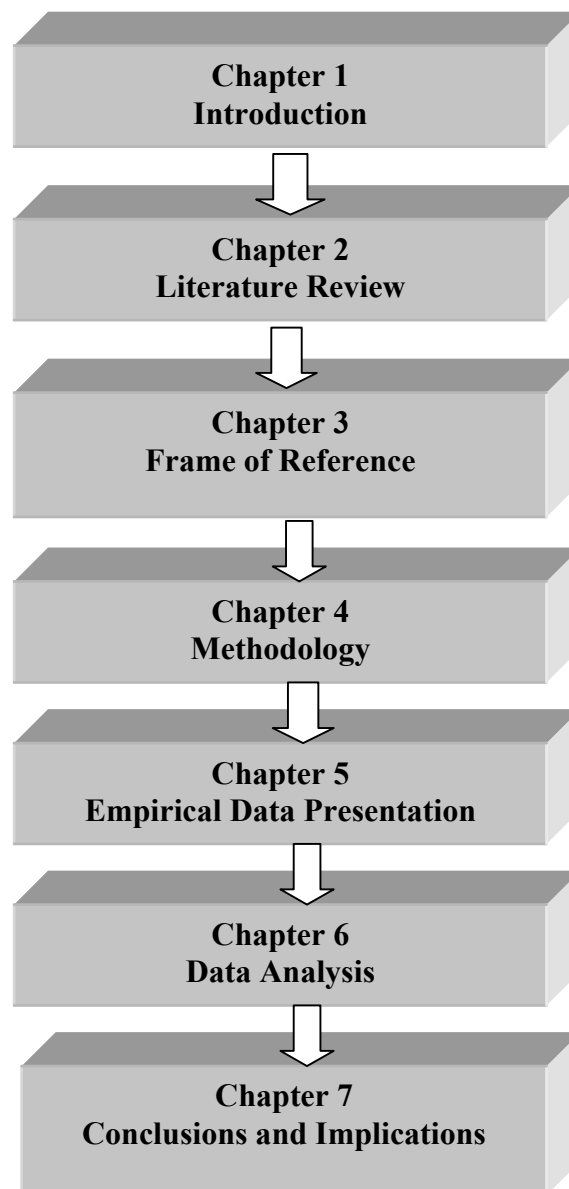 Chapter 1
Introduction
Chapter 2
Literature Review
Chapter 3
Frame of Reference
Chapter 4
Methodology
Chapter 5
Empirical Data Presentation
Chapter 6
Data Analysis
Chapter 7
Conclusions and Implications